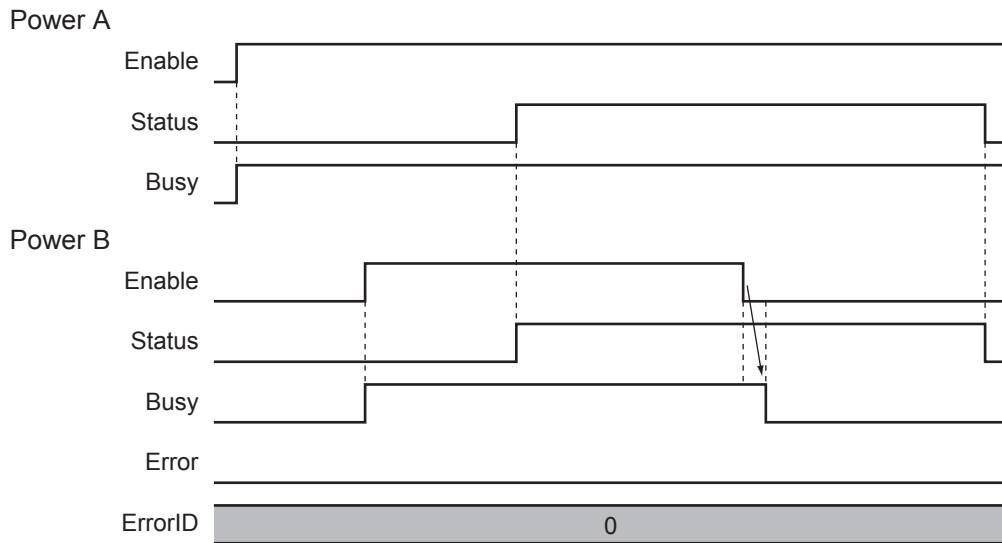 Power A
Enable
Status
Busy
Power B
Enable
Status
Busy
Error
ErrorID 0